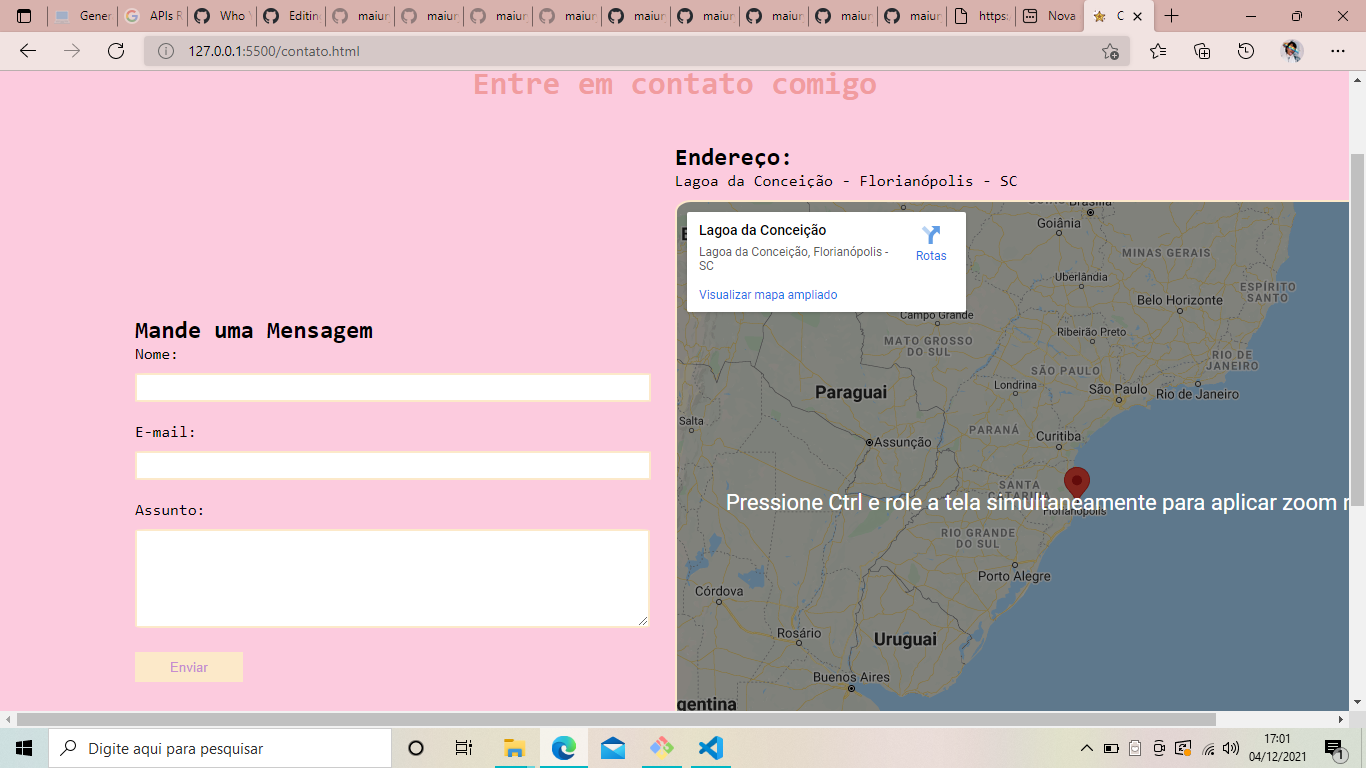 Gener
APIs R
Who
Editin
maiur
maiur
maiur
maiur
maiur
maiur
maiur
maiur
maiur
https:
Nova
C
127.0.0.1:5500/contato.html
Entre em contato comigo
Endereço:
Lagoa da Conceição - Florianópolis - SC
Lagoa da Conceição
Lagoa da Conceição, Florianópolis -
SC
Rotas
Visualizar mapa ampliado
Brasília
Goiânia
MINAS GERAIS
Uberlândia
ESPÍRITO
SANTO
Belo Horizonte
Campo Grande
Ribeirão Preto
MATO GROSSO
DO SUL
RIO DE
JANEIRO
SÃO PAULO
Londrina
São Paulo
Rio de Janeiro
Paraguai
Salta
PARANÁ
Curitiba
Assunção
SANTA
CATARINA
Pressione Ctrl e role a tela simultaneamente para aplicar zoom n
Florianópolis
RIO GRANDE
DO SUL
Porto Alegre
Córdova
Rosário
Uruguai
Buenos Aires
gentina
Mande uma Mensagem
Nome:
E-mail:
Assunto:
Enviar
Digite aqui para pesquisar
17:01
04/12/2021
1